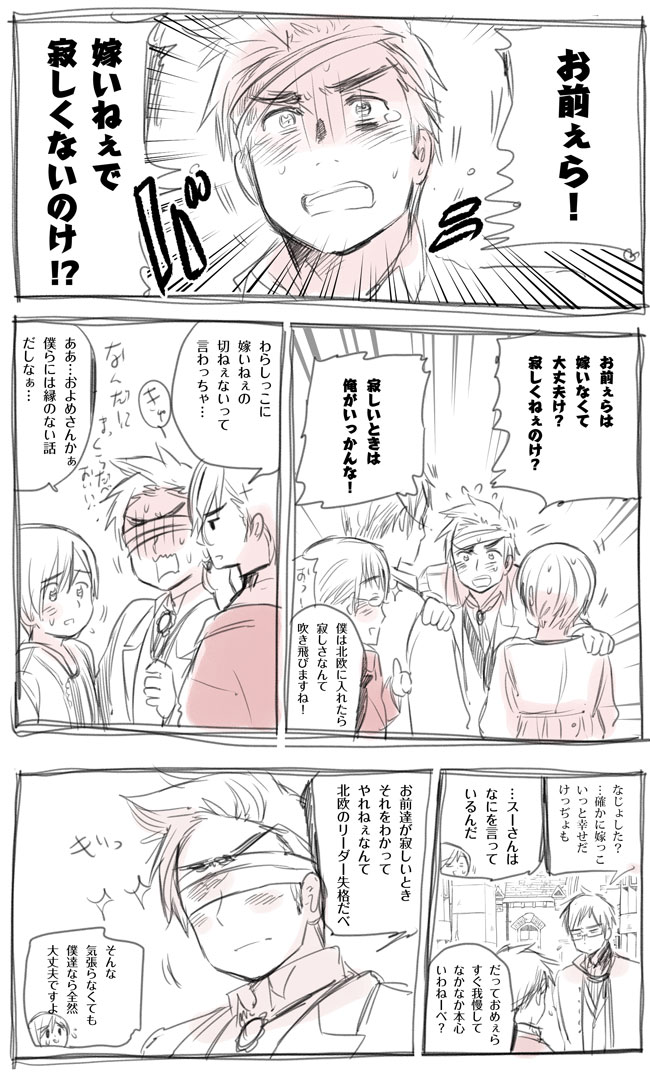 お前ぇら！
嫁いねぇで
寂しくないのけ!?
お前ぇらは
嫁いなくて
大丈夫け？
寂しくねぇのけ？
寂しいときは
俺がいっかんな！
僕は北欧に入れたら
寂しさなんて
吹き飛びますね！
わらしっこに
嫁いねぇの
切ねぇないって
言わっちゃ…
ああ…およめさんかぁ
僕らには縁のない話
だしなぁ…
なじょした？
…確かに嫁っこ
いっと幸せだ
けっぢょも
…スーさんは
なにを言って
いるんだ
だっておめぇら
すぐ我慢して
なかなか本心
いわねーべ？
お前達が寂しいとき
それをわかって
やれねぇなんて
北欧のリーダー失格だべ
キリッ
そんな
気張らなくても
僕達なら全然
大丈夫ですよ